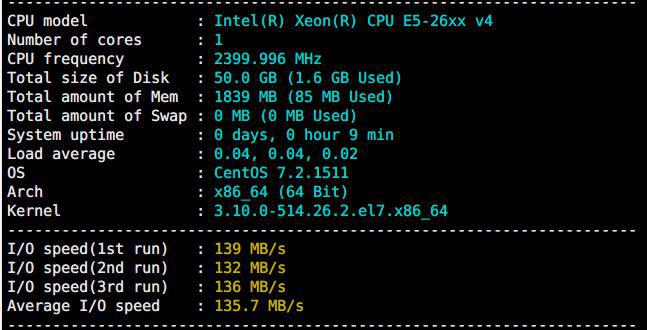 ----------------------------------------------------------------------
CPU model            : Intel(R) Xeon(R) CPU E5-26xx v4
Number of cores      : 1
CPU frequency        : 2399.996 MHz
Total size of Disk   : 50.0 GB (1.6 GB Used)
Total amount of Mem  : 1839 MB (85 MB Used)
Total amount of Swap : 0 MB (0 MB Used)
System uptime        : 0 days, 0 hour 9 min
Load average         : 0.04, 0.04, 0.02
OS                   : CentOS 7.2.1511
Arch                 : x86_64 (64 Bit)
Kernel               : 3.10.0-514.26.2.el7.x86_64
----------------------------------------------------------------------
I/O speed(1st run)   : 139 MB/s
I/O speed(2nd run)   : 132 MB/s
I/O speed(3rd run)   : 136 MB/s
Average I/O speed    : 135.7 MB/s
----------------------------------------------------------------------